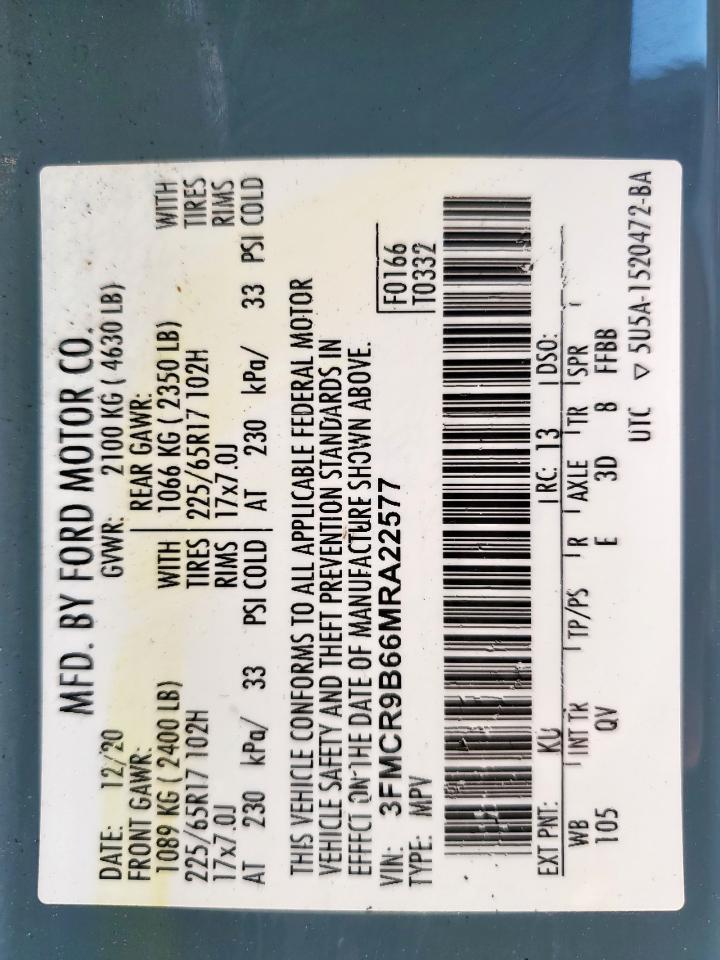 MFD. BY FORD MOTOR CO.
DATE: 12/20 GVWR: 2100 KG ( 4630 LB)
FRONT GAWR: REAR GAWR:
1089 KG ( 2400 LB) WITH 1066 KG ( 2350 LB) WITH
225/65R17 102H TIRES 225/65R17 102H TIRES
17x7.0J RIMS 17x7.0J RIMS
AT 230 kPa/ 33 PSI COLD AT 230 kPa/ 33 PSI COLD
THIS VEHICLE CONFORMS TO ALL APPLICABLE FEDERAL MOTOR
VEHICLE SAFETY AND THEFT PREVENTION STANDARDS IN
EFFECT ON THE DATE OF MANUFACTURE SHOWN ABOVE.
VIN: 3FMCR9B66MRA22577 F0166
TYPE: MPV T0332
EXT PNT: KU RC: 13 DSO:
WB INT TR TP/PS R AXLE TR SPR
105 QV E 3D 8 FFBB
UTC ▽ 5U5A-1520472-BA